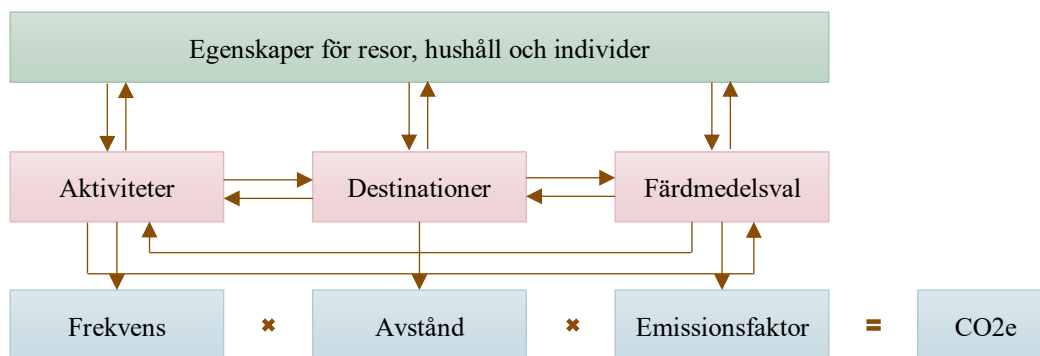 Egenskaper för resor, hushåll och individer
Aktiviteter
Destinationer
Färdmedelsval
Frekvens × Avstånd × Emissionsfaktor = CO2e